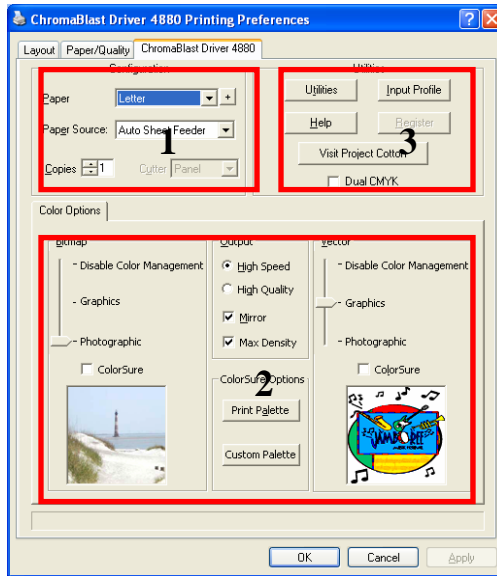 ChromaBlast Driver 4880 Printing Preferences
Layout Paper/Quality ChromaBlast Driver 4880
Configuration
Paper Letter +
Paper Source: Auto Sheet Feeder
1
Copies 1 Cutter Panel
Utilities
Utilities Input Profile
Help Register
3
Visit Project Cotton
Dual CMYK
Color Options
Bitmap
Disable Color Management
Graphics
Photographic
ColorSure
Output
High Speed
High Quality
Mirror
Max Density
ColorSure Options
2
Print Palette
Custom Palette
Vector
Disable Color Management
Graphics
Photographic
ColorSure
JAMBOREE
OK Cancel Apply